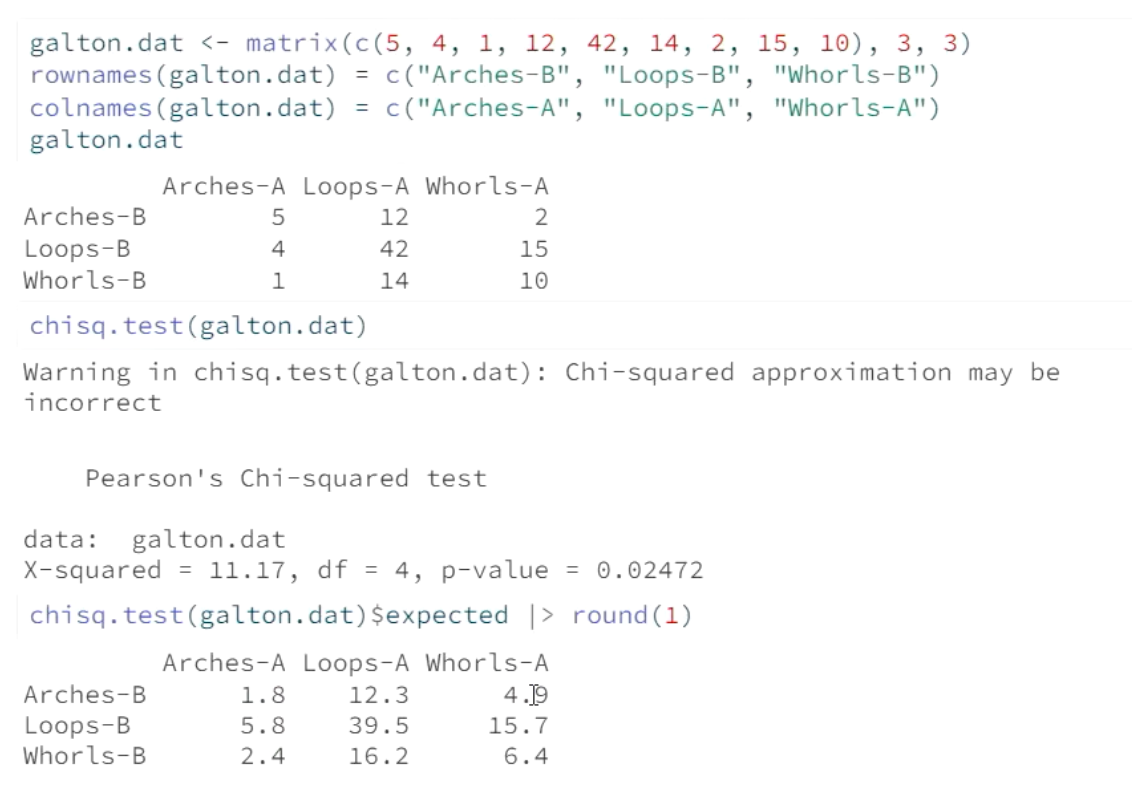 galton.dat <- matrix(c(5, 4, 1, 12, 42, 14, 2, 15, 10), 3, 3)
rownames(galton.dat) = c("Arches-B", "Loops-B", "Whorls-B")
colnames(galton.dat) = c("Arches-A", "Loops-A", "Whorls-A")
galton.dat
Arches-A Loops-A Whorls-A
Arches-B 5 12 2
Loops-B 4 42 15
Whorls-B 1 14 10
chisq.test(galton.dat)
Warning in chisq.test(galton.dat): Chi-squared approximation may be
incorrect
Pearson's Chi-squared test
data: galton.dat
X-squared = 11.17, df = 4, p-value = 0.02472
chisq.test(galton.dat)$expected |> round(1)
Arches-A Loops-A Whorls-A
Arches-B 1.8 12.3 4.9
Loops-B 5.8 39.5 15.7
Whorls-B 2.4 16.2 6.4